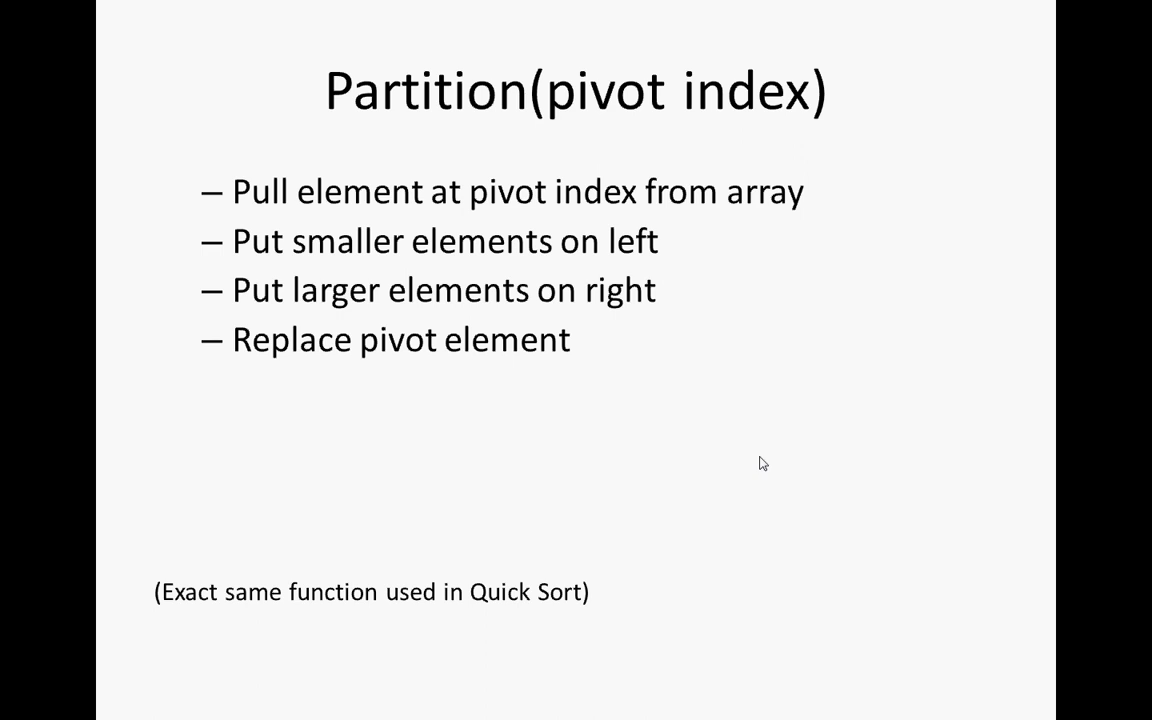 Partition(pivot index)
– Pull element at pivot index from array
– Put smaller elements on left
– Put larger elements on right
– Replace pivot element
(Exact same function used in Quick Sort)